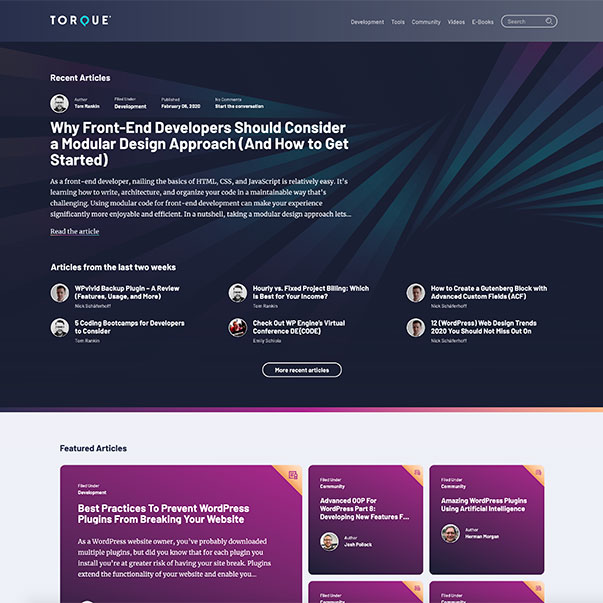 TORQUE
Development Tools Community Videos E-Books Search
Recent Articles
Author Filed Under Published No Comments
Tom Rankin Development February 06, 2020 Start the conversation
Why Front-End Developers Should Consider
a Modular Design Approach (And How to Get
Started)
As a front-end developer, nailing the basics of HTML, CSS, and JavaScript is relatively easy. It's
learning how to write, architecture, and organize your code in a maintainable way that's
challenging. Using modular code for front-end development can make your experience
significantly more enjoyable and efficient. In a nutshell, taking a modular design approach lets...
Read the article
Articles from the last two weeks
WPvivid Backup Plugin – A Review
(Features, Usage, and More)
Nick Schäferhoff
Hourly vs. Fixed Project Billing: Which
Is Best for Your Income?
Tom Rankin
How to Create a Gutenberg Block with
Advanced Custom Fields (ACF)
Nick Schäferhoff
5 Coding Bootcamps for Developers
to Consider
Tom Rankin
Check Out WP Engine's Virtual
Conference DE{CODE}
Emily Schiola
12 (WordPress) Web Design Trends
2020 You Should Not Miss Out On
Nick Schäferhoff
More recent articles
Featured Articles
Filed Under
Development
Best Practices To Prevent WordPress
Plugins From Breaking Your Website
As a WordPress website owner, you've probably downloaded
multiple plugins, but did you know that for each plugin you
install you're at greater risk of having your site break. Plugins
extend the functionality of your website and enable you...
Filed Under
Community
Advanced OOP For
WordPress Part 8:
Developing New Features F...
Author
Josh Pollock
Filed Under
Community
Amazing WordPress Plugins
Using Artificial Intelligence
Author
Herman Morgan
Filed Under
Community
Filed Under
Community